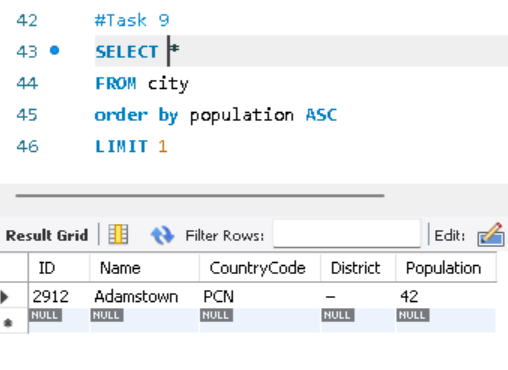 42 #Task 9
43 SELECT *
44 FROM city
45 order by population ASC
46 LIMIT 1
Result Grid Filter Rows: Edit:
ID Name CountryCode District Population
2912 Adamstown PCN – 42
NULL NULL NULL NULL NULL